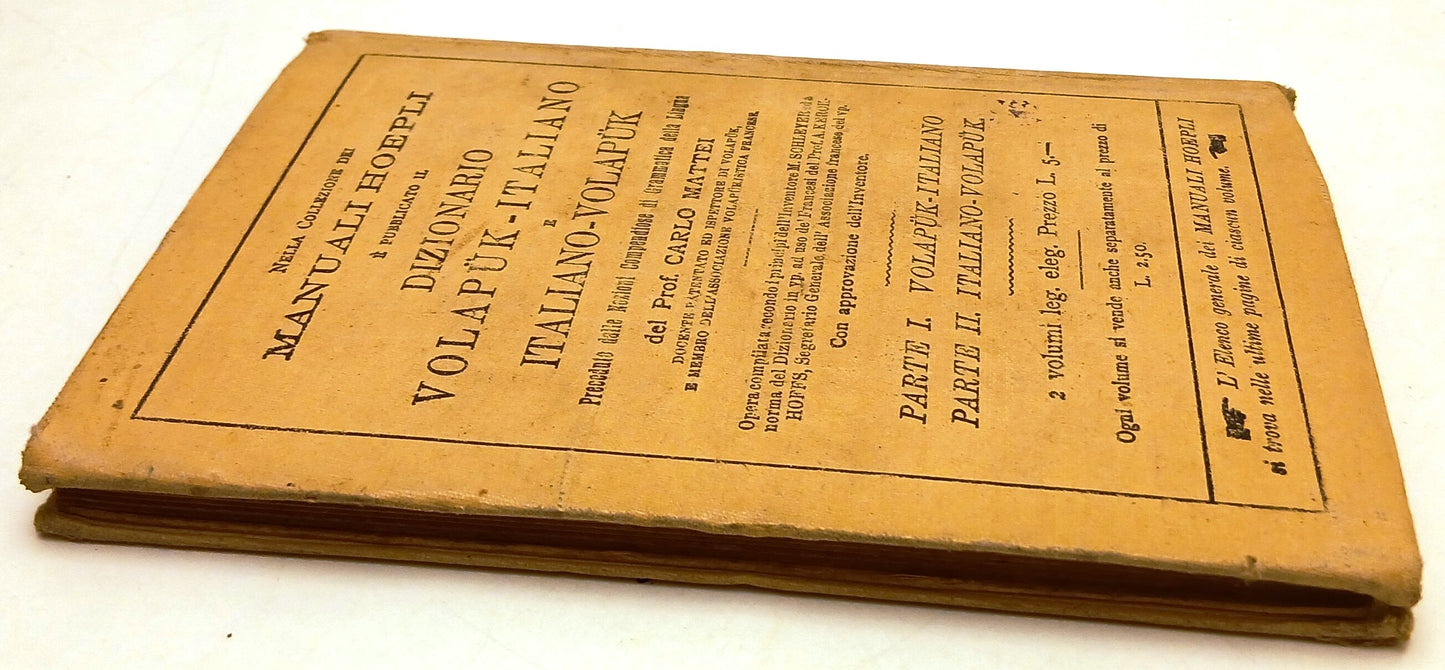 NELLA COLLEZIONE DEI
MANUALI HOEPLI
È PUBBLICATO IL
DIZIONARIO
VOLAPÜK-ITALIANO
E
ITALIANO-VOLAPÜK
Preceduto dalle Nozioni Compendiose di Grammatica della Lingua
del Prof. CARLO MATTEI
DOCENTE PATENTATO ED ISPETTORE DI VOLAPÜK,
E MEMBRO DELL'ASSOCIAZIONE VOLAPÜKISTICA FRANCESE
Opera compilata secondo i principi dell'Inventore M. SCHLEYER ed a
norma del Dizionario in vp. ad uso de' Francesi del Prof. A. KERCK-
HOFFS, Segretario Generale dell' Associazione francese del vp.
Con approvazione dell'Inventore.
PARTE I. VOLAPÜK-ITALIANO
PARTE II. ITALIANO-VOLAPÜK
2 volumi leg. eleg. Prezzo L. 5—
Ogni volume si vende anche separatamente al prezzo di
L. 2.50.
L' Elenco generale dei MANUALI HOEPLI
si trova nelle ultime pagine di ciascun volume.